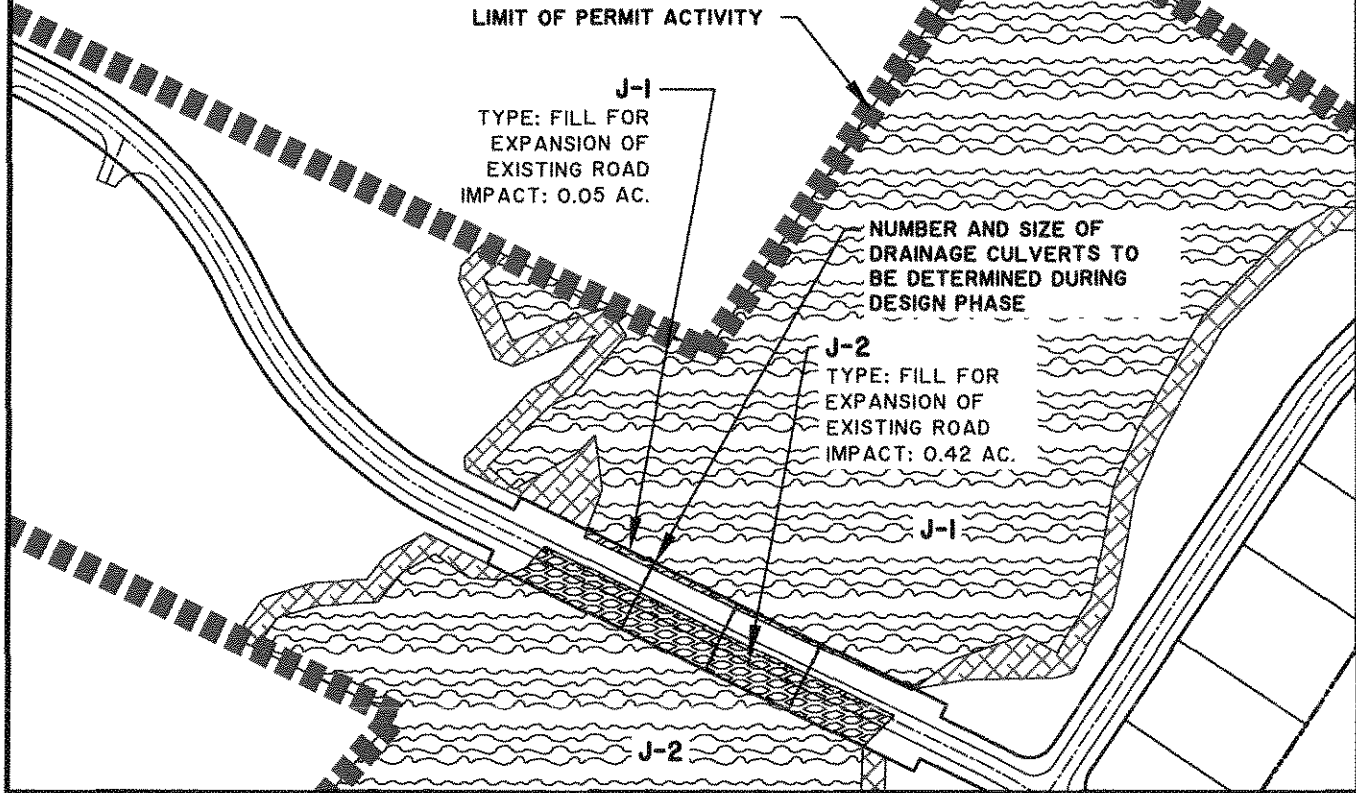 LIMIT OF PERMIT ACTIVITY
J-1
TYPE: FILL FOR
EXPANSION OF
EXISTING ROAD
IMPACT: 0.05 AC.
NUMBER AND SIZE OF
DRAINAGE CULVERTS TO
BE DETERMINED DURING
DESIGN PHASE
J-2
TYPE: FILL FOR
EXPANSION OF
EXISTING ROAD
IMPACT: 0.42 AC.
J-1
J-2